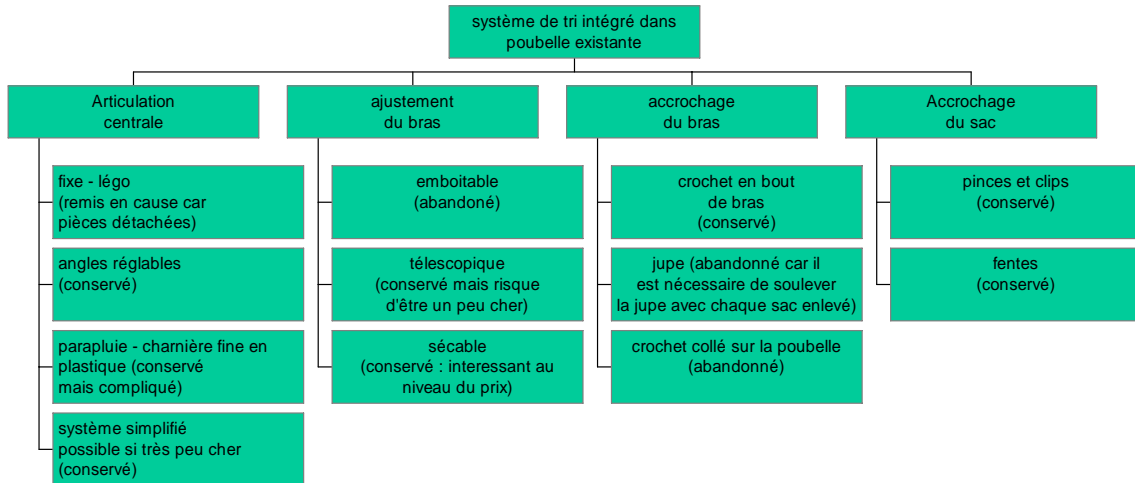 système de tri intégré dans
poubelle existante
Articulation
centrale
fixe - légo
(remis en cause car
pièces détachées)
angles réglables
(conservé)
parapluie - charnière fine en
plastique (conservé
mais compliqué)
système simplifié
possible si très peu cher
(conservé)
ajustement
du bras
emboitable
(abandoné)
télescopique
(conservé mais risque
d'être un peu cher)
sécable
(conservé : interessant au
niveau du prix)
accrochage
du bras
crochet en bout
de bras
(conservé)
jupe (abandonné car il
est nécessaire de soulever
la jupe avec chaque sac enlevé)
crochet collé sur la poubelle
(abandonné)
Accrochage
du sac
pinces et clips
(conservé)
fentes
(conservé)